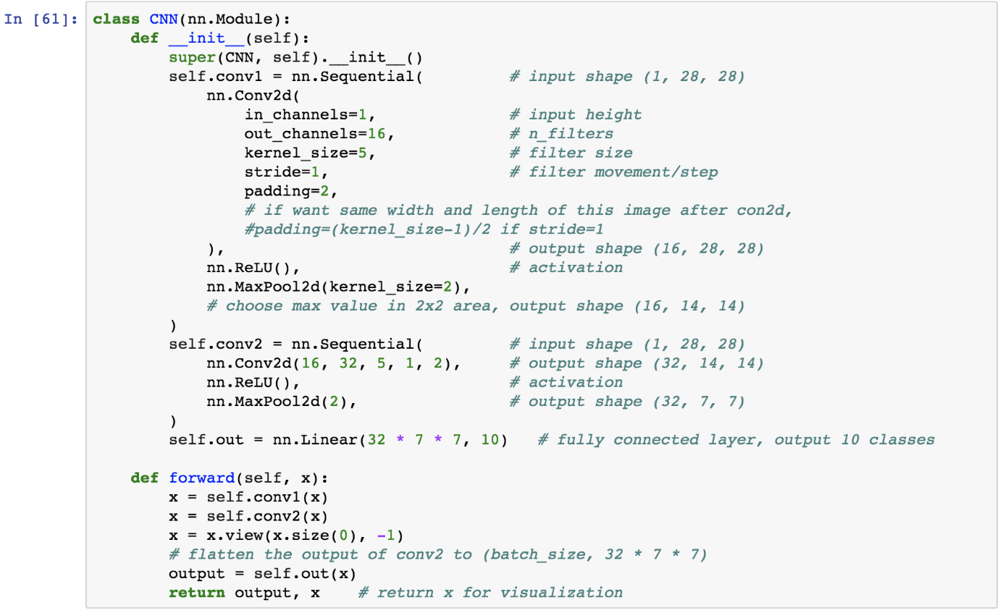 In [61]: class CNN(nn.Module):
    def __init__(self):
        super(CNN, self).__init__()
        self.conv1 = nn.Sequential(         # input shape (1, 28, 28)
            nn.Conv2d(
                in_channels=1,              # input height
                out_channels=16,            # n_filters
                kernel_size=5,              # filter size
                stride=1,                   # filter movement/step
                padding=2,
                # if want same width and length of this image after con2d,
                #padding=(kernel_size-1)/2 if stride=1
            ),                              # output shape (16, 28, 28)
            nn.ReLU(),                      # activation
            nn.MaxPool2d(kernel_size=2),
            # choose max value in 2x2 area, output shape (16, 14, 14)
        )
        self.conv2 = nn.Sequential(         # input shape (1, 28, 28)
            nn.Conv2d(16, 32, 5, 1, 2),     # output shape (32, 14, 14)
            nn.ReLU(),                      # activation
            nn.MaxPool2d(2),                # output shape (32, 7, 7)
        )
        self.out = nn.Linear(32 * 7 * 7, 10)   # fully connected layer, output 10 classes

    def forward(self, x):
        x = self.conv1(x)
        x = self.conv2(x)
        x = x.view(x.size(0), -1)
        # flatten the output of conv2 to (batch_size, 32 * 7 * 7)
        output = self.out(x)
        return output, x    # return x for visualization